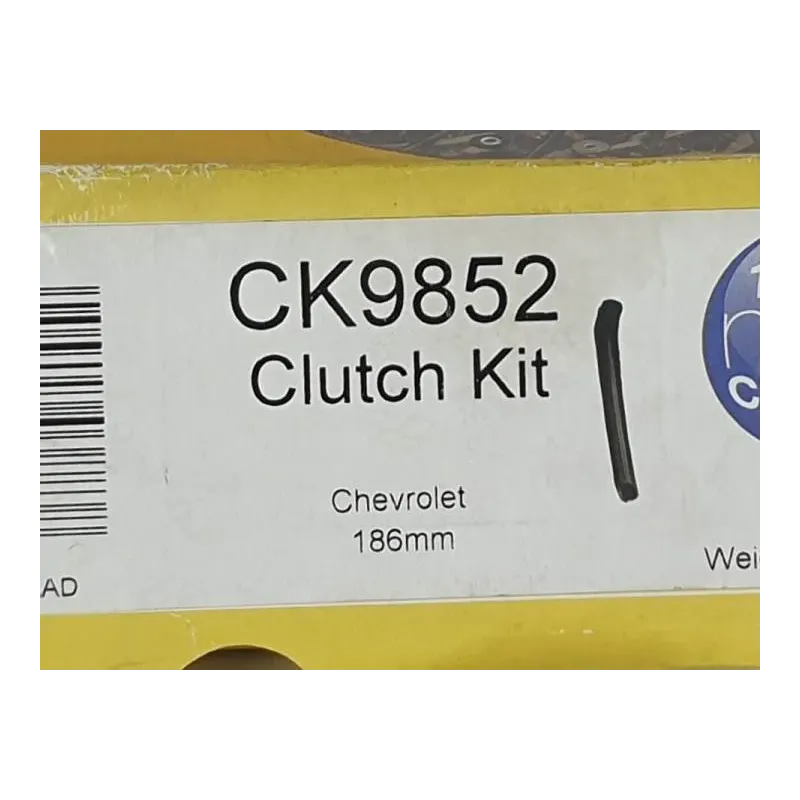 CK9852
Clutch Kit
Chevrolet
186mm
AD
Wei